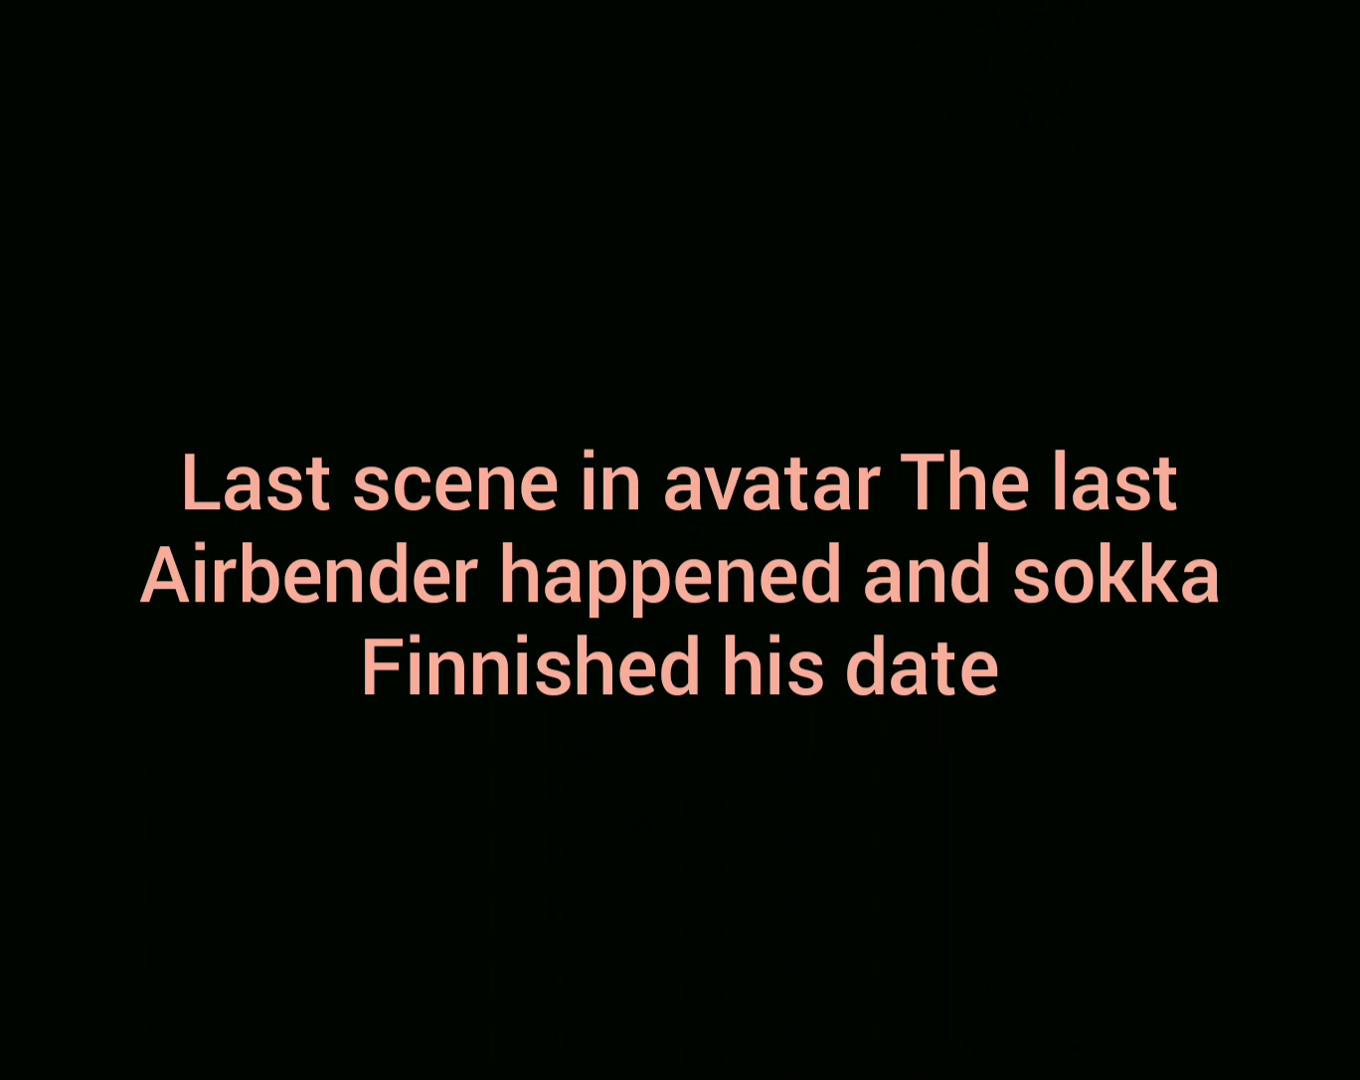 Last scene in avatar The last
Airbender happened and sokka
Finnished his date